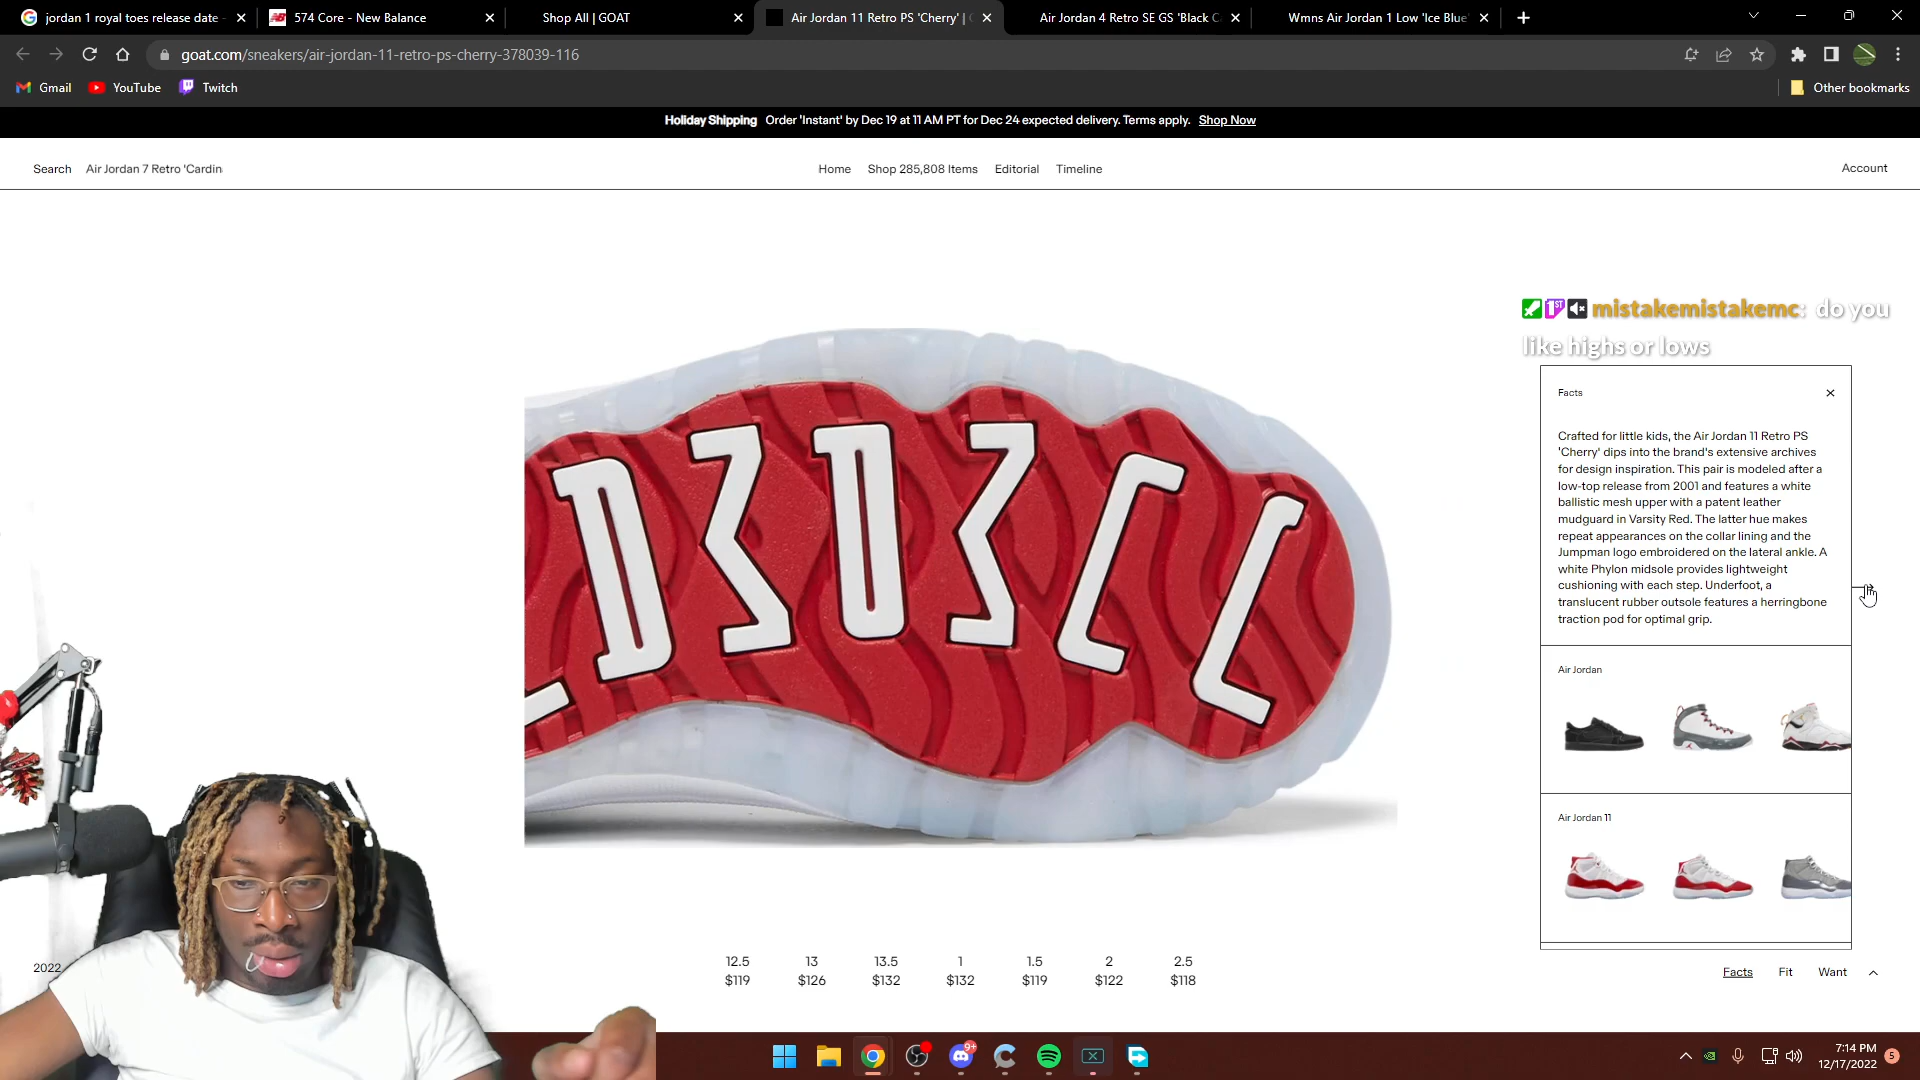 jordan 1 royal toes release date
574 Core - New Balance
Shop All | GOAT
Air Jordan 11 Retro PS 'Cherry' |
Air Jordan 4 Retro SE GS 'Black C
Wmns Air Jordan 1 Low 'Ice Blue'
goat.com/sneakers/air-jordan-11-retro-ps-cherry-378039-116
Gmail
YouTube
Twitch
Other bookmarks
Holiday Shipping Order 'Instant' by Dec 19 at 11 AM PT for Dec 24 expected delivery. Terms apply. Shop Now
Search Air Jordan 7 Retro 'Cardin
Home Shop 285,808 Items Editorial Timeline
Account
mistakemistakemc: do you
like highs or lows
Facts
Crafted for little kids, the Air Jordan 11 Retro PS
'Cherry' dips into the brand's extensive archives
for design inspiration. This pair is modeled after a
low-top release from 2001 and features a white
ballistic mesh upper with a patent leather
mudguard in Varsity Red. The latter hue makes
repeat appearances on the collar lining and the
Jumpman logo embroidered on the lateral ankle. A
white Phylon midsole provides lightweight
cushioning with each step. Underfoot, a
translucent rubber outsole features a herringbone
traction pod for optimal grip.
Air Jordan
Air Jordan 11
2022
12.5 13 13.5 1 1.5 2 2.5
$119 $126 $132 $132 $119 $122 $118
Facts Fit Want
9+
7:14 PM
12/17/2022
5